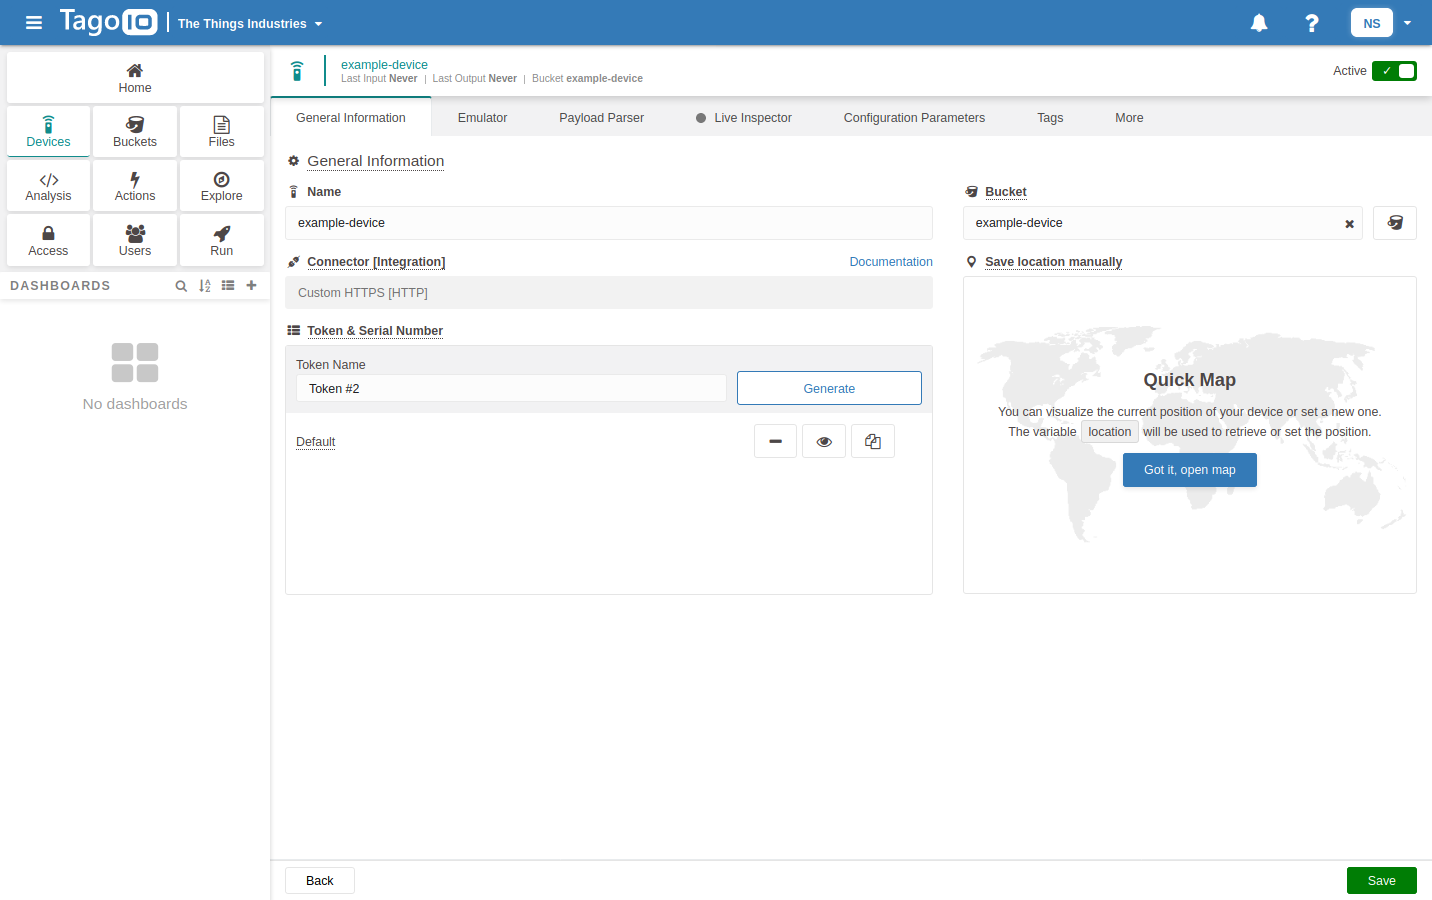 TagoIO The Things Industries
? NS
Home
Devices Buckets Files
Analysis Actions Explore
Access Users Run
DASHBOARDS
No dashboards
example-device
Last Input Never | Last Output Never | Bucket example-device
Active
General Information Emulator Payload Parser Live Inspector Configuration Parameters Tags More
General Information
Name
example-device
Connector [Integration] Documentation
Custom HTTPS [HTTP]
Token & Serial Number
Token Name
Token #2 Generate
Default
Bucket
example-device
Save location manually
Quick Map
You can visualize the current position of your device or set a new one.
The variable location will be used to retrieve or set the position.
Got it, open map
Back Save